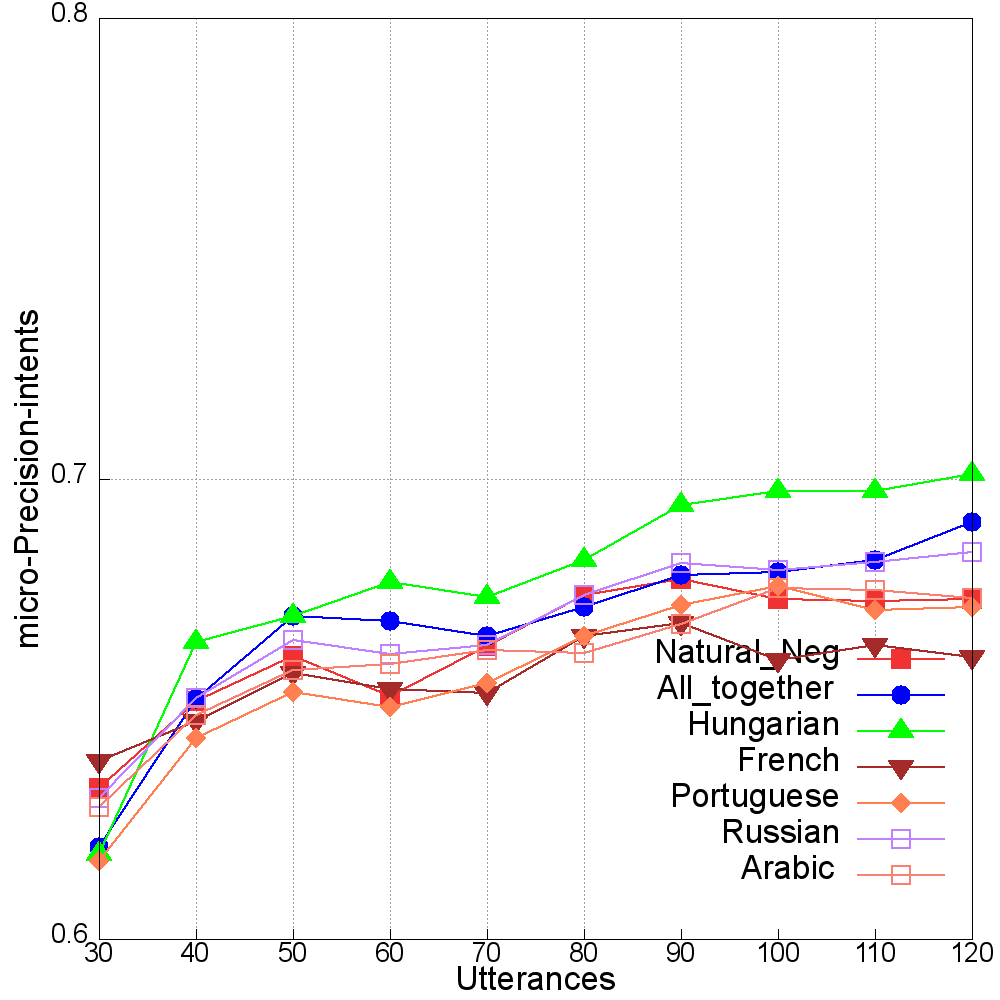 0.8
0.7
0.6
micro-Precision-intents
Natural_Neg
All_together
Hungarian
French
Portuguese
Russian
Arabic
30 40 50 60 70 80 90 100 110 120
Utterances